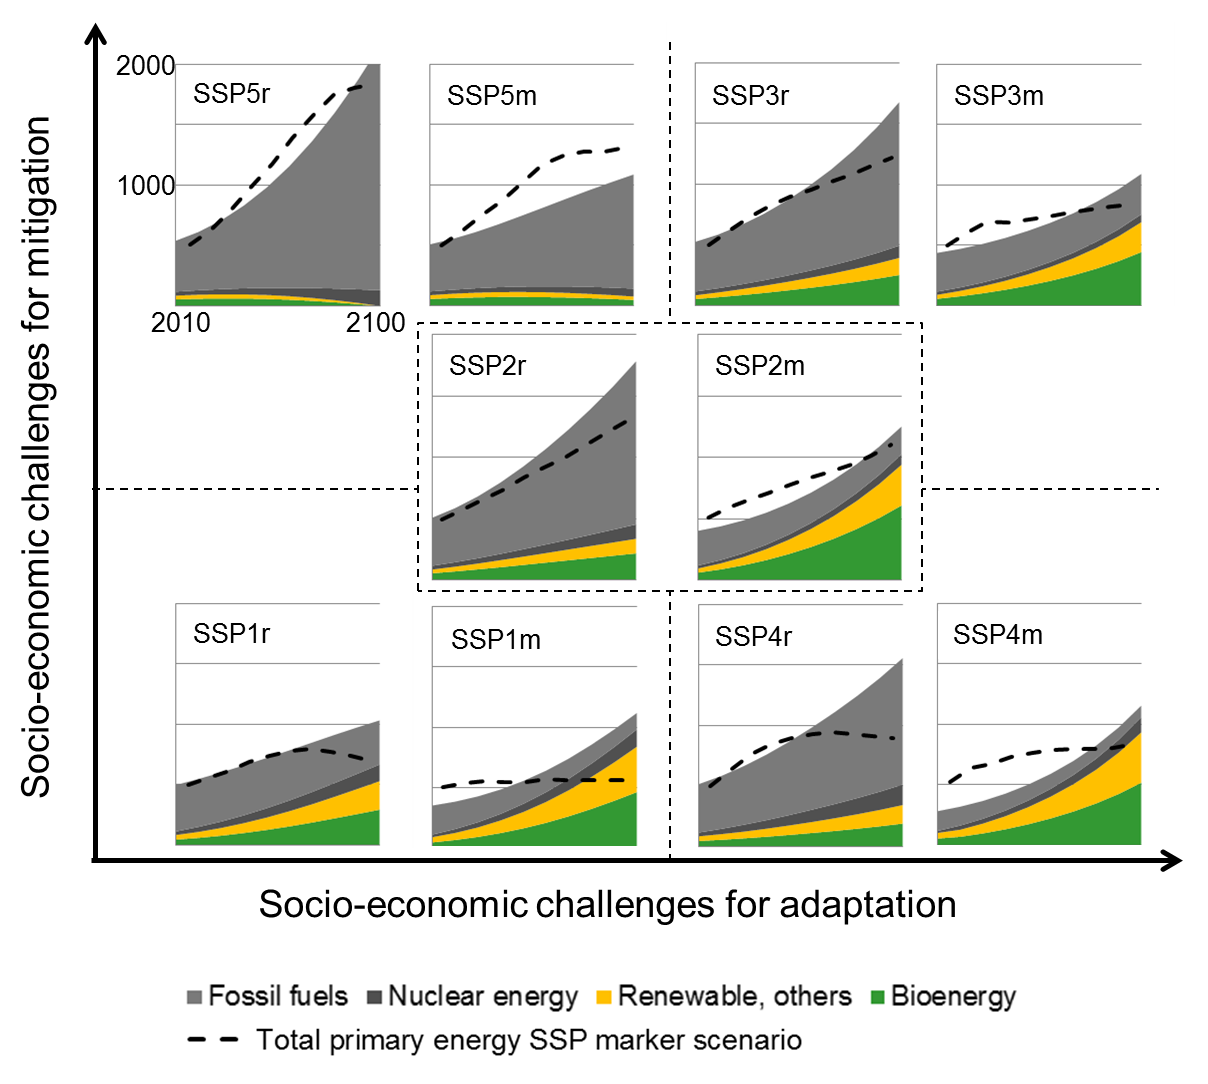 2000
SSP5r
SSP5m
SSP3r
SSP3m
1000
2010
2100
SSP2r
SSP2m
SSP1r
SSP1m
SSP4r
SSP4m
Socio-economic challenges for mitigation
Socio-economic challenges for adaptation
Fossil fuels Nuclear energy Renewable, others Bioenergy
Total primary energy SSP marker scenario